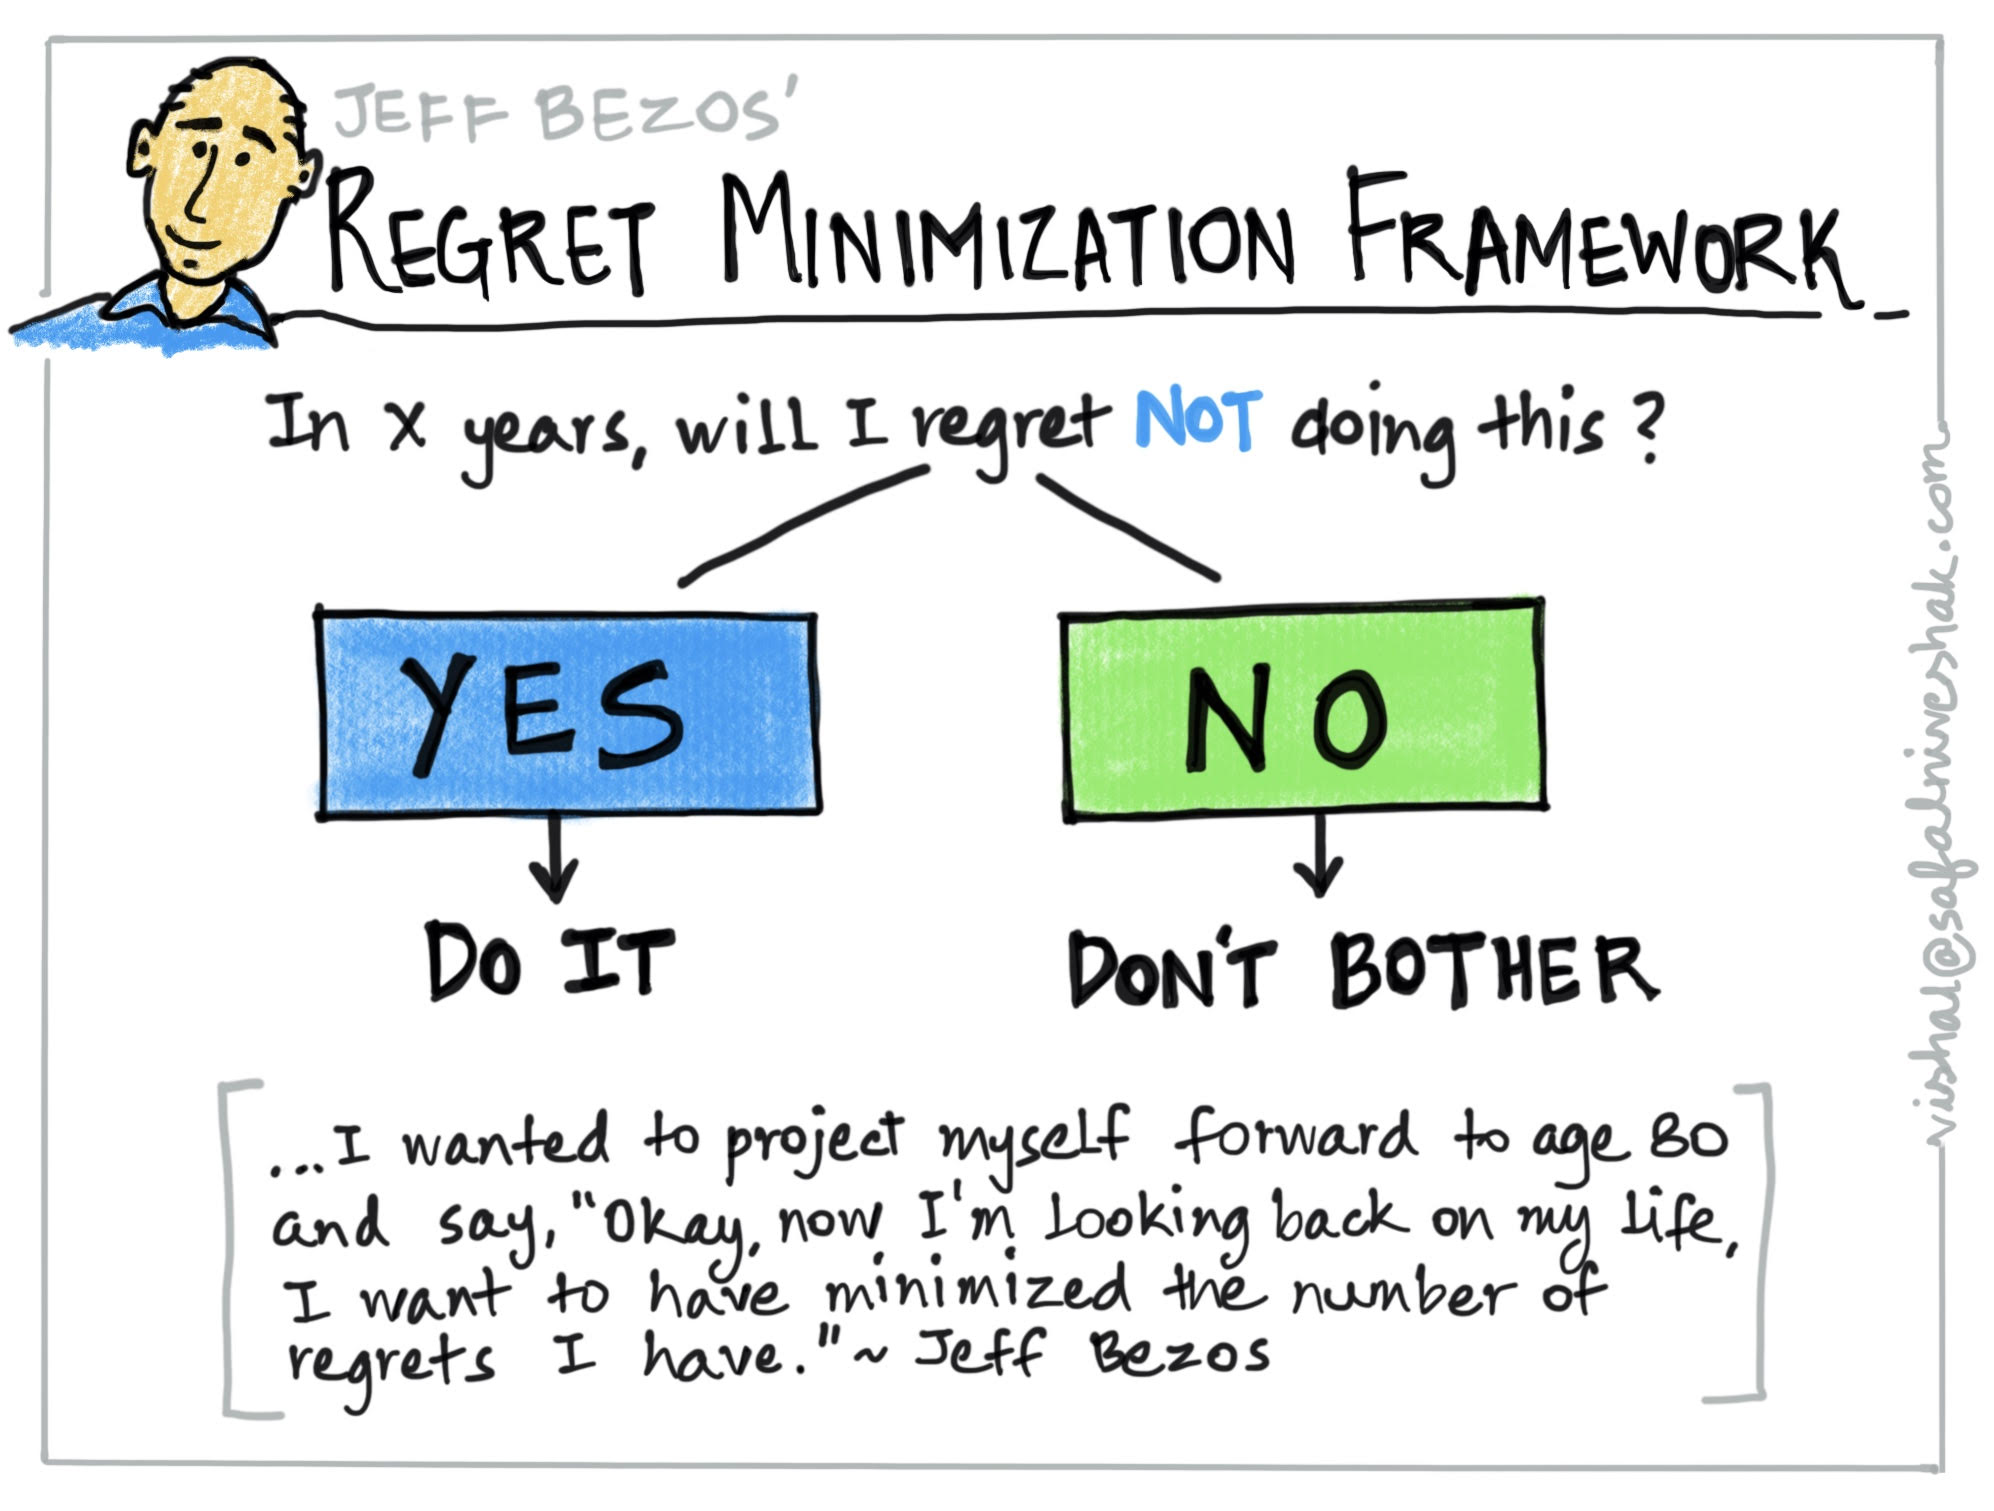 JEFF BEZOS'
REGRET MINIMIZATION FRAMEWORK
In X years, will I regret NOT doing this?
YES
NO
DO IT
DON'T BOTHER
...I wanted to project myself forward to age 80
and say, "Okay, now I'm looking back on my life,
I want to have minimized the number of
regrets I have." ~ Jeff Bezos
vishal@safalniveshak.com